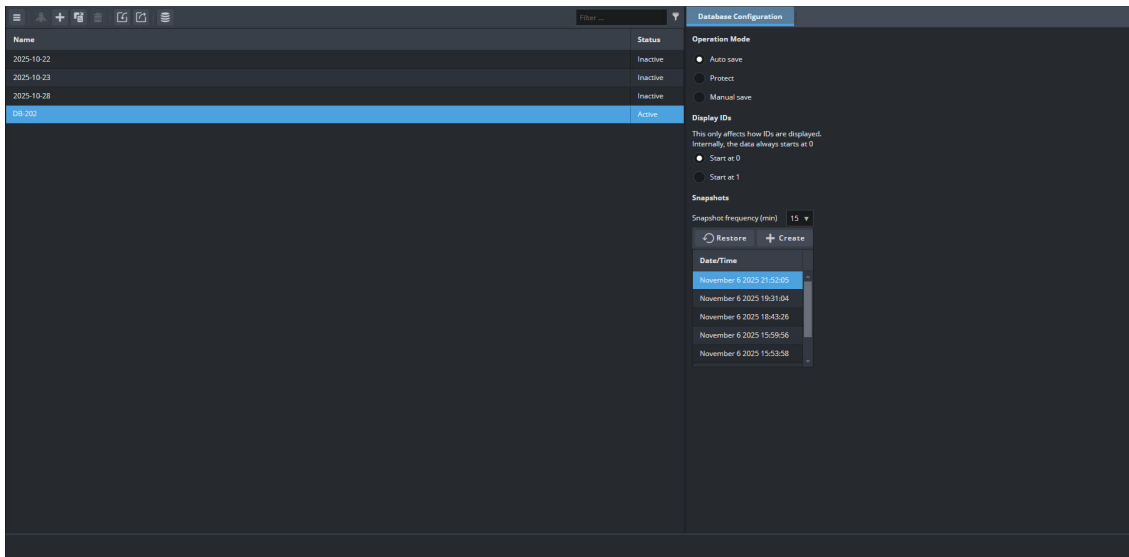 Filter ...
Name Status
2025-10-22 Inactive
2025-10-23 Inactive
2025-10-28 Inactive
DB-202 Active
Database Configuration
Operation Mode
Auto save
Protect
Manual save
Display IDs
This only affects how IDs are displayed.
Internally, the data always starts at 0
Start at 0
Start at 1
Snapshots
Snapshot frequency (min) 15
Restore Create
Date/Time
November 6 2025 21:52:05
November 6 2025 19:31:04
November 6 2025 18:43:26
November 6 2025 15:59:56
November 6 2025 15:53:58